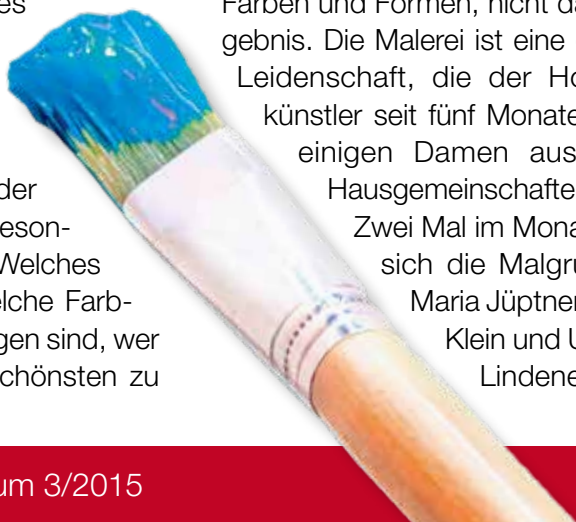 es
der
eson-
Welches
elche Farb-
gen sind, wer
chönsten zu
Farben und Formen, nicht da
gebnis. Die Malerei ist eine
Leidenschaft, die der Ho
künstler seit fünf Monate
einigen Damen aus
Hausgemeinschafte
Zwei Mal im Mona
sich die Malgru
Maria Jüptner
Klein und U
Lindene
um 3/2015